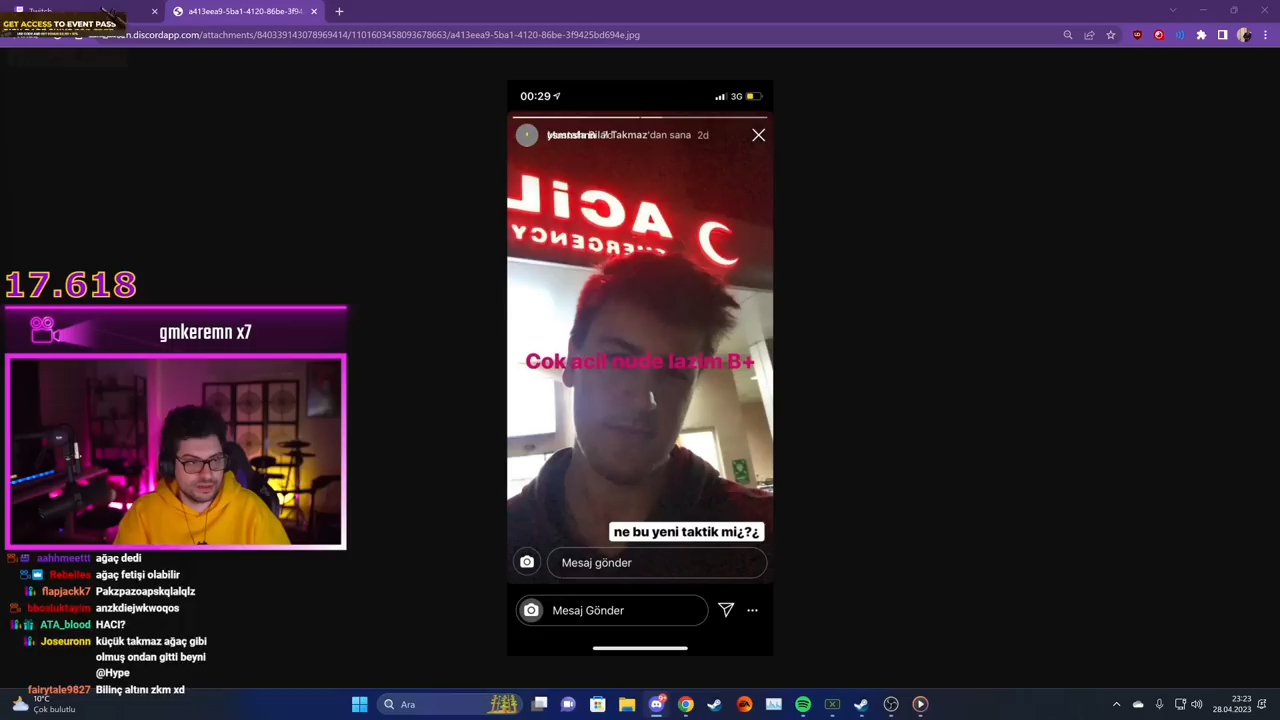 GET ACCESS TO EVENT PASS
a413eea9-5ba1-4120-86be-3f94
n.discordapp.com/attachments/840339143078969414/1101603458093678663/a413eea9-5ba1-4120-86be-3f9425bd694e.jpg
00:29
3G
Takmaz'dan sana 2d
ACİL
EMERGENCY
Cok acil nude lazim B+
ne bu yeni taktik mi¿?¿
Mesaj gönder
Mesaj Gönder
17.618
gmkeremn x7
aahhmeettt ağaç dedi
Rebelleu ağaç fetişi olabilir
flapjackk7 Pakzpazoapskqlalqlz
bbosluktayim anzkdiejwkwoqos
ATA_blood HACI?
Joseuronn küçük takmaz ağaç gibi
olmuş ondan gitti beyni
@Hype
fairytale9827 Bilinç altını zkm xd
10°C
Çok bulutlu
Ara
23:23
28.04.2023